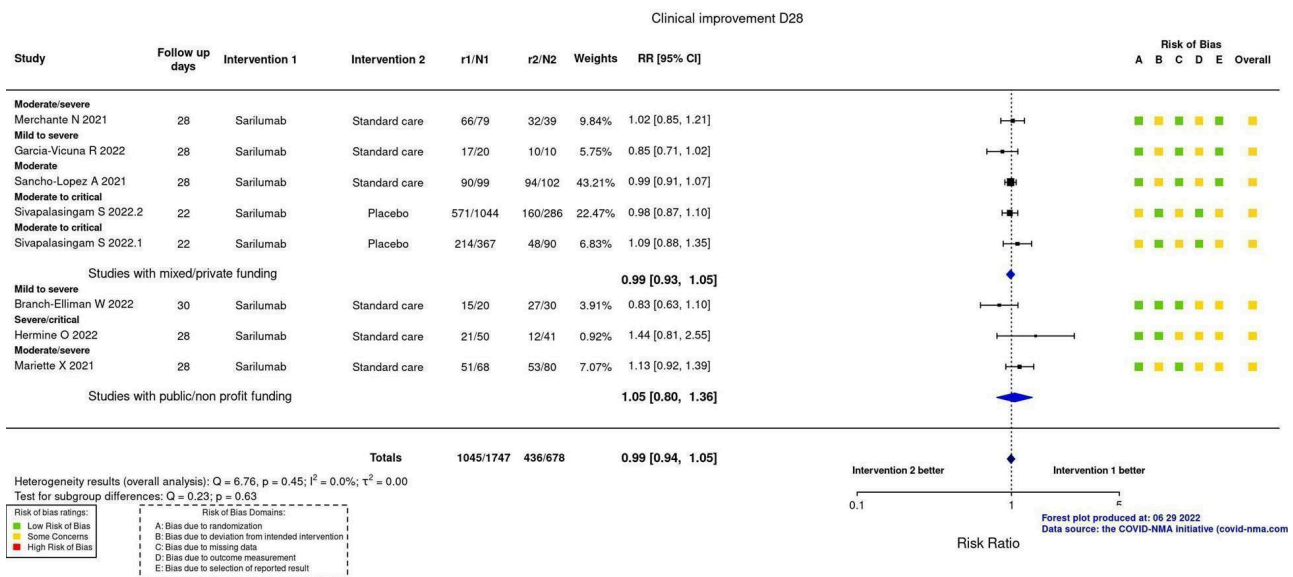 Clinical improvement D28
Study Follow up days Intervention 1 Intervention 2 r1/N1 r2/N2 Weights RR [95% CI] Risk of Bias A B C D E Overall
Moderate/severe
Merchante N 2021 28 Sarilumab Standard care 66/79 32/39 9.84% 1.02 [0.85, 1.21]
Mild to severe
Garcia-Vicuna R 2022 28 Sarilumab Standard care 17/20 10/10 5.75% 0.85 [0.71, 1.02]
Moderate
Sancho-Lopez A 2021 28 Sarilumab Standard care 90/99 94/102 43.21% 0.99 [0.91, 1.07]
Moderate to critical
Sivapalasingam S 2022.2 22 Sarilumab Placebo 571/1044 160/286 22.47% 0.98 [0.87, 1.10]
Moderate to critical
Sivapalasingam S 2022.1 22 Sarilumab Placebo 214/367 48/90 6.83% 1.09 [0.88, 1.35]
Studies with mixed/private funding 0.99 [0.93, 1.05]
Mild to severe
Branch-Elliman W 2022 30 Sarilumab Standard care 15/20 27/30 3.91% 0.83 [0.63, 1.10]
Severe/critical
Hermine O 2022 28 Sarilumab Standard care 21/50 12/41 0.92% 1.44 [0.81, 2.55]
Moderate/severe
Mariette X 2021 28 Sarilumab Standard care 51/68 53/80 7.07% 1.13 [0.92, 1.39]
Studies with public/non profit funding 1.05 [0.80, 1.36]
Totals 1045/1747 436/678 0.99 [0.94, 1.05]
Intervention 2 better Intervention 1 better
Heterogeneity results (overall analysis): Q = 6.76, p = 0.45; I² = 0.0%; τ² = 0.00
Test for subgroup differences: Q = 0.23; p = 0.63
0.1 1 5
Risk Ratio
Risk of bias ratings:
Low Risk of Bias
Some Concerns
High Risk of Bias
Risk of Bias Domains:
A: Bias due to randomization
B: Bias due to deviation from intended intervention
C: Bias due to missing data
D: Bias due to outcome measurement
E: Bias due to selection of reported result
Forest plot produced at: 06 29 2022
Data source: the COVID-NMA initiative (covid-nma.com